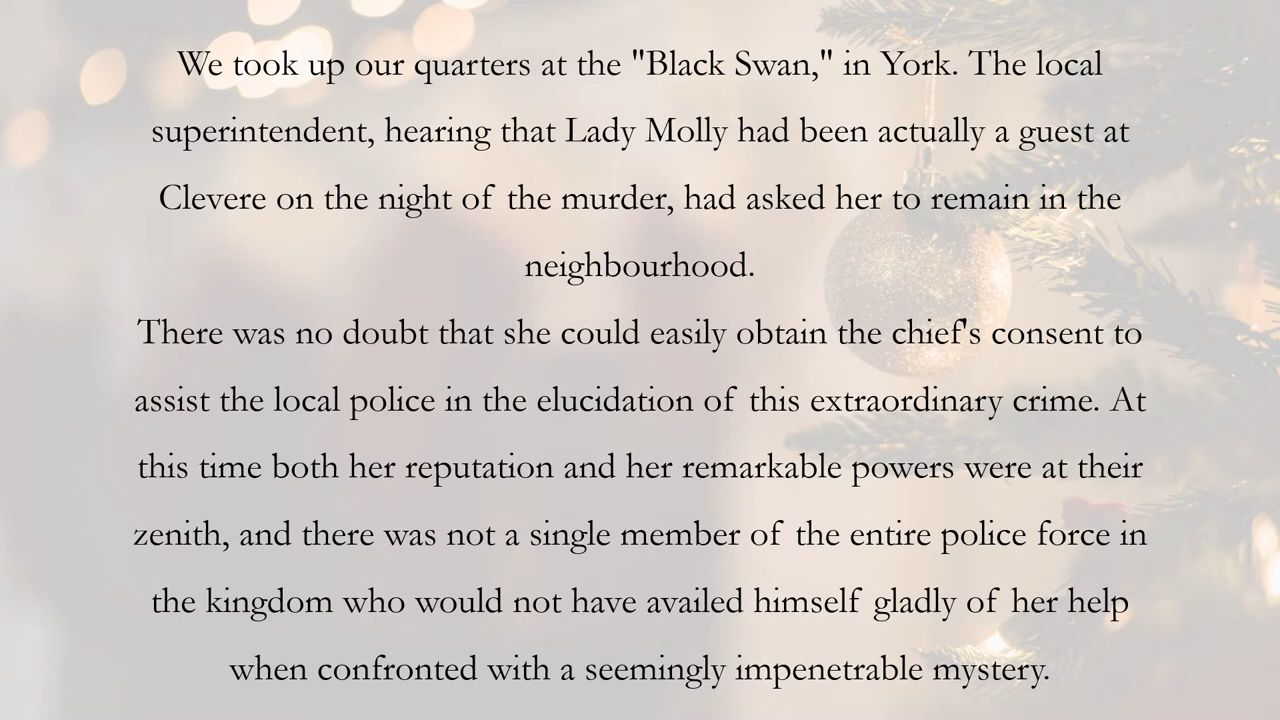 We took up our quarters at the "Black Swan," in York. The local
superintendent, hearing that Lady Molly had been actually a guest at
Clevere on the night of the murder, had asked her to remain in the
neighbourhood.
There was no doubt that she could easily obtain the chief's consent to
assist the local police in the elucidation of this extraordinary crime. At
this time both her reputation and her remarkable powers were at their
zenith, and there was not a single member of the entire police force in
the kingdom who would not have availed himself gladly of her help
when confronted with a seemingly impenetrable mystery.